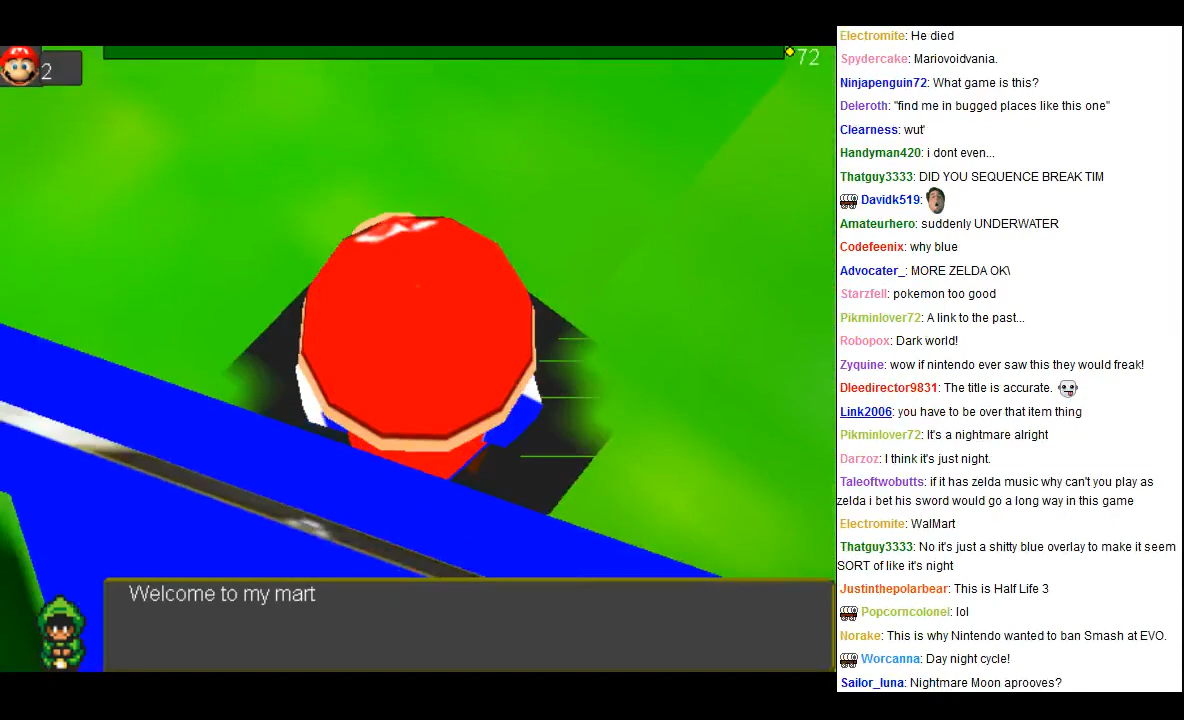 2
72
Welcome to my mart
Electromite: He died
Spydercake: Mariovoidvania.
Ninjapenguin72: What game is this?
Deleroth: "find me in bugged places like this one"
Clearness: wut'
Handyman420: i dont even...
Thatguy3333: DID YOU SEQUENCE BREAK TIM
Davidk519:
Amateurhero: suddenly UNDERWATER
Codefeenix: why blue
Advocater_: MORE ZELDA OK\
Starzfell: pokemon too good
Pikminlover72: A link to the past...
Robopox: Dark world!
Zyquine: wow if nintendo ever saw this they would freak!
Dleedirector9831: The title is accurate.
Link2006: you have to be over that item thing
Pikminlover72: It's a nightmare alright
Darzoz: I think it's just night.
Taleoftwobutts: if it has zelda music why can't you play as
zelda i bet his sword would go a long way in this game
Electromite: WalMart
Thatguy3333: No it's just a shitty blue overlay to make it seem
SORT of like it's night
Justinthepolarbear: This is Half Life 3
Popcorncolonel: lol
Norake: This is why Nintendo wanted to ban Smash at EVO.
Worcanna: Day night cycle!
Sailor_luna: Nightmare Moon aprooves?